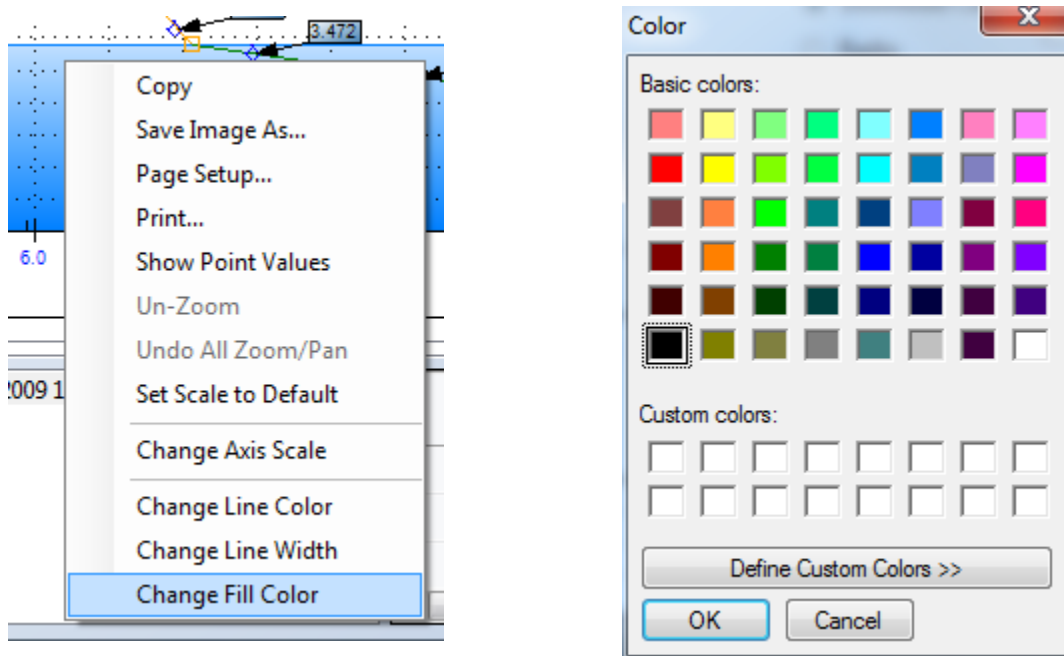 3.472
Copy
Save Image As...
Page Setup...
Print...
6.0
Show Point Values
Un-Zoom
Undo All Zoom/Pan
2009 1
Set Scale to Default
Change Axis Scale
Change Line Color
Change Line Width
Change Fill Color
Color
Basic colors:
Custom colors:
Define Custom Colors >>
OK Cancel